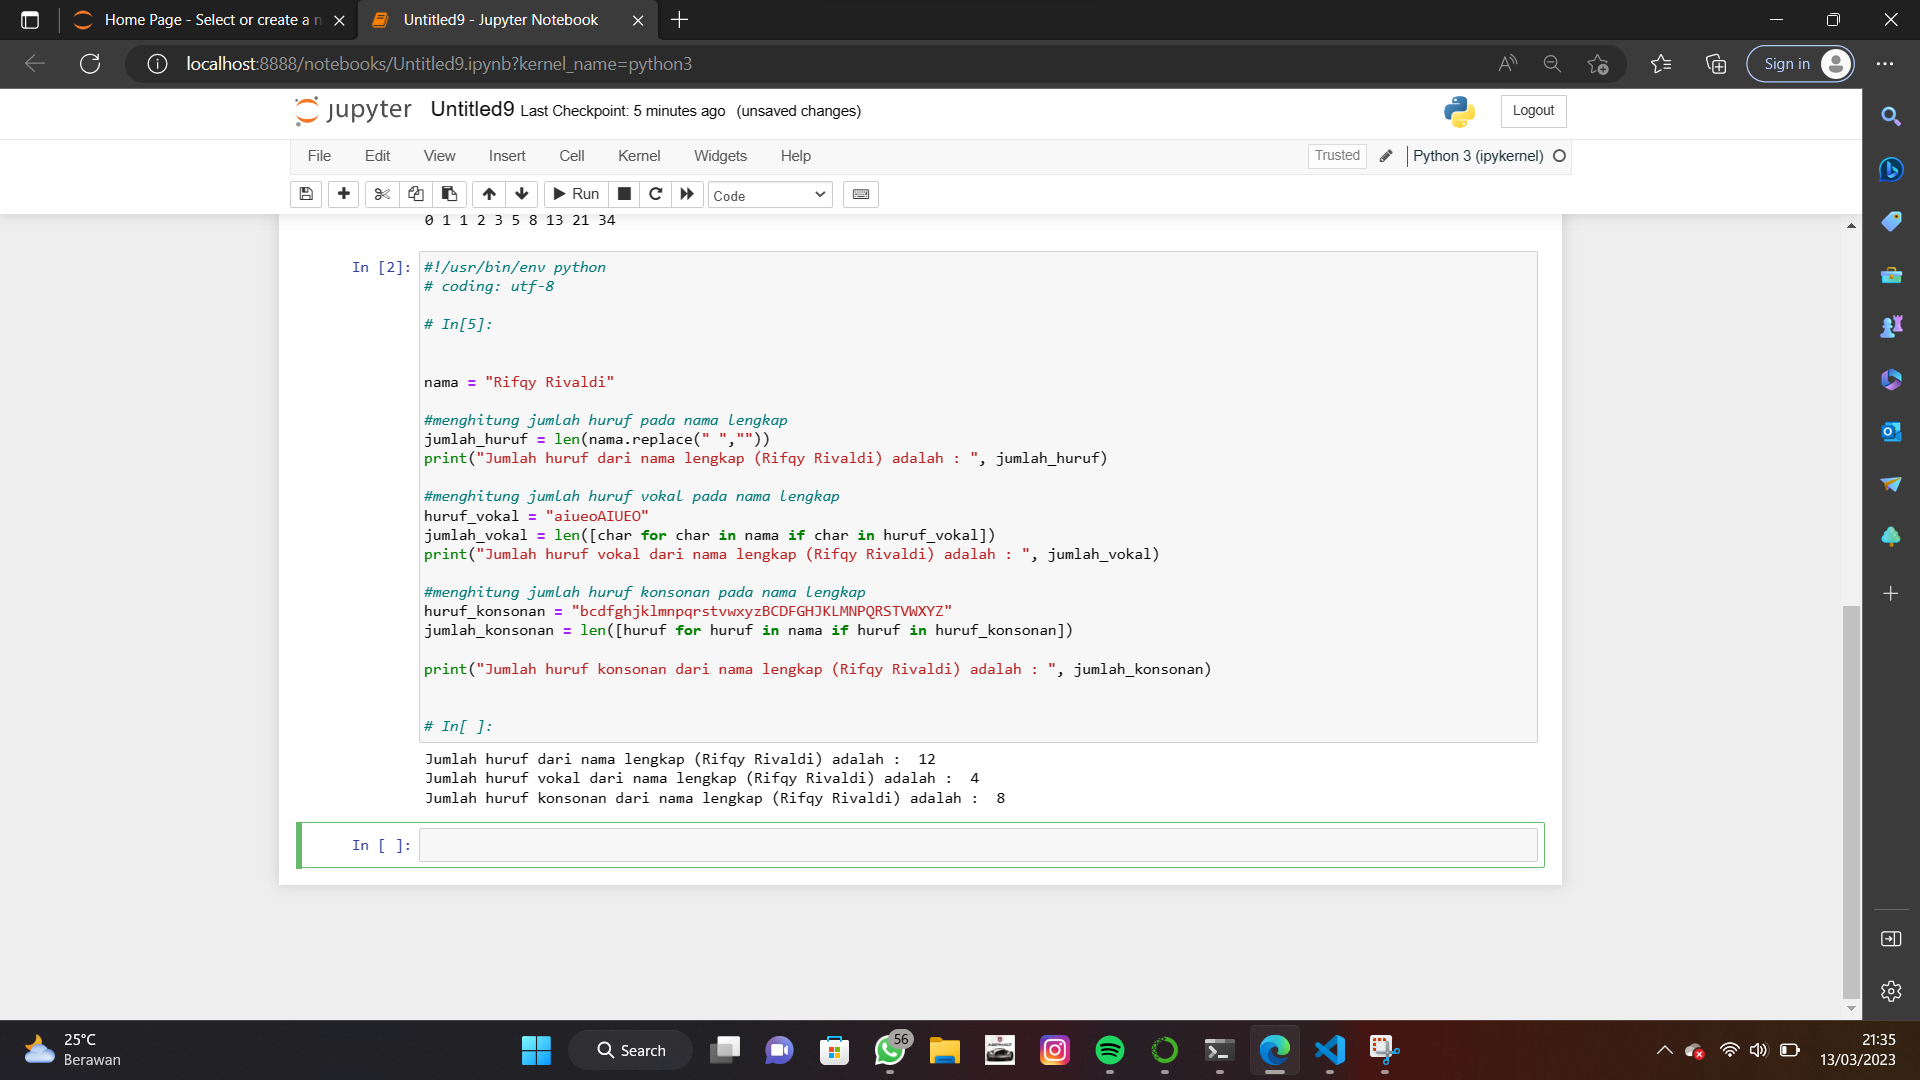 Home Page - Select or create a n
Untitled9 - Jupyter Notebook
localhost:8888/notebooks/Untitled9.ipynb?kernel_name=python3
Sign in
jupyter Untitled9 Last Checkpoint: 5 minutes ago (unsaved changes)
Logout
File Edit View Insert Cell Kernel Widgets Help
Trusted
Python 3 (ipykernel)
Run
Code
0 1 1 2 3 5 8 13 21 34
In [2]:
#!/usr/bin/env python
# coding: utf-8
# In[5]:
nama = "Rifqy Rivaldi"
#menghitung jumlah huruf pada nama lengkap
jumlah_huruf = len(nama.replace(" ",""))
print("Jumlah huruf dari nama lengkap (Rifqy Rivaldi) adalah : ", jumlah_huruf)
#menghitung jumlah huruf vokal pada nama lengkap
huruf_vokal = "aiueoAIUEO"
jumlah_vokal = len([char for char in nama if char in huruf_vokal])
print("Jumlah huruf vokal dari nama lengkap (Rifqy Rivaldi) adalah : ", jumlah_vokal)
#menghitung jumlah huruf konsonan pada nama lengkap
huruf_konsonan = "bcdfghjklmnpqrstvwxyzBCDFGHJKLMNPQRSTVWXYZ"
jumlah_konsonan = len([huruf for huruf in nama if huruf in huruf_konsonan])
print("Jumlah huruf konsonan dari nama lengkap (Rifqy Rivaldi) adalah : ", jumlah_konsonan)
# In[ ]:
Jumlah huruf dari nama lengkap (Rifqy Rivaldi) adalah :  12
Jumlah huruf vokal dari nama lengkap (Rifqy Rivaldi) adalah :  4
Jumlah huruf konsonan dari nama lengkap (Rifqy Rivaldi) adalah :  8
In [ ]:
25°C
Berawan
Search
56
21:35
13/03/2023